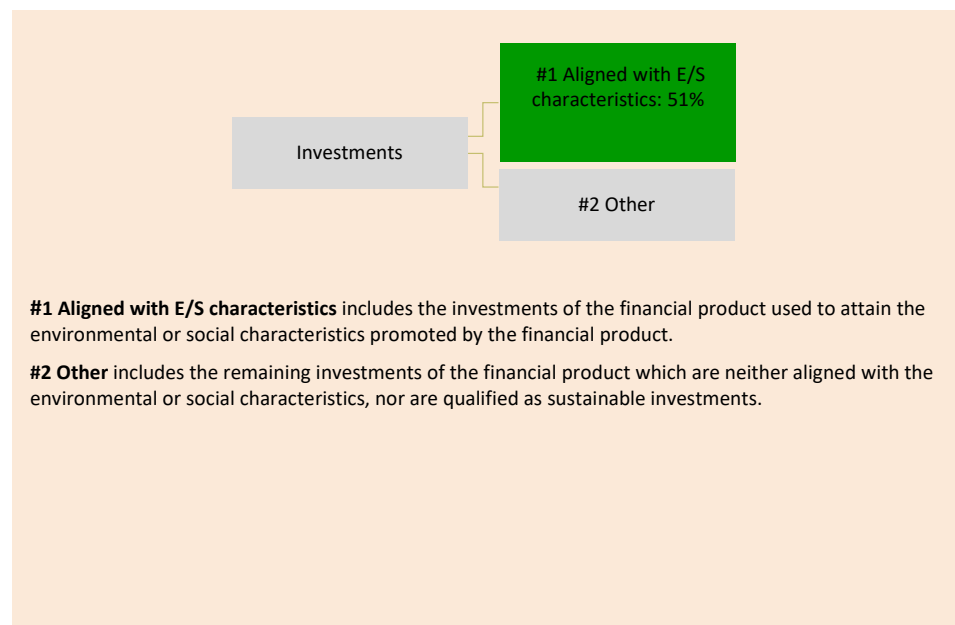 #1 Aligned with E/S
characteristics: 51%
Investments
#2 Other
#1 Aligned with E/S characteristics includes the investments of the financial product used to attain the
environmental or social characteristics promoted by the financial product.
#2 Other includes the remaining investments of the financial product which are neither aligned with the
environmental or social characteristics, nor are qualified as sustainable investments.